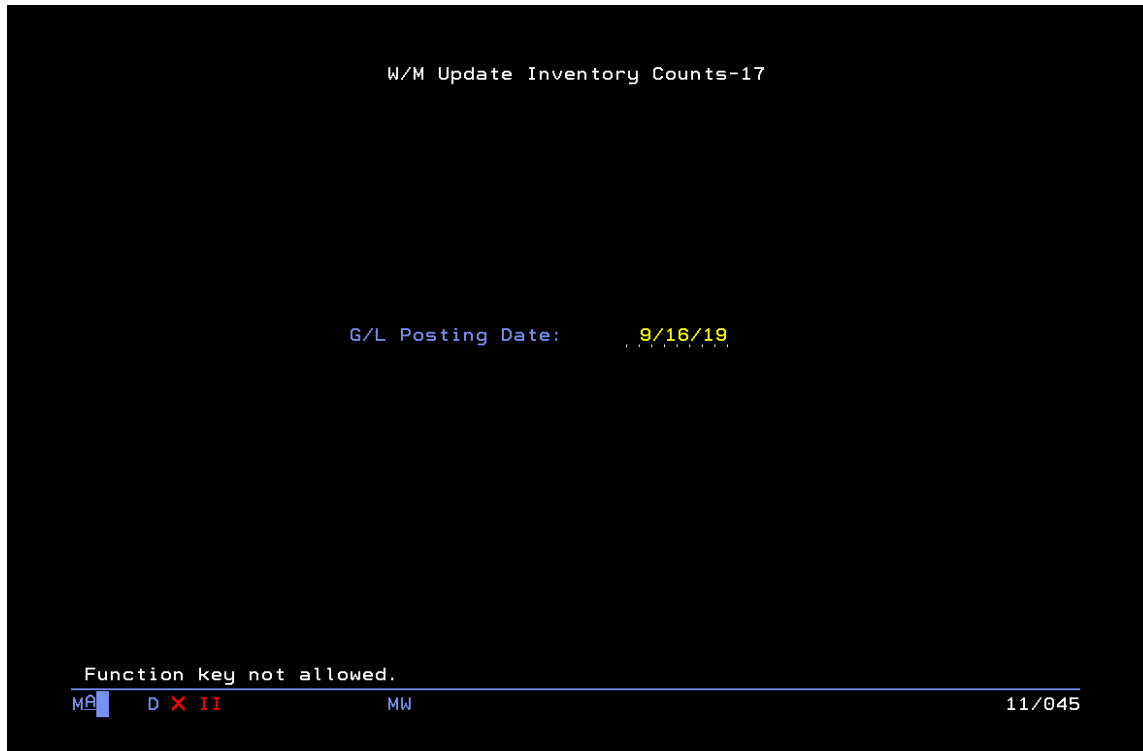 W/M Update Inventory Counts-17
G/L Posting Date: 9/16/19
Function key not allowed.
MA D X II MW 11/045